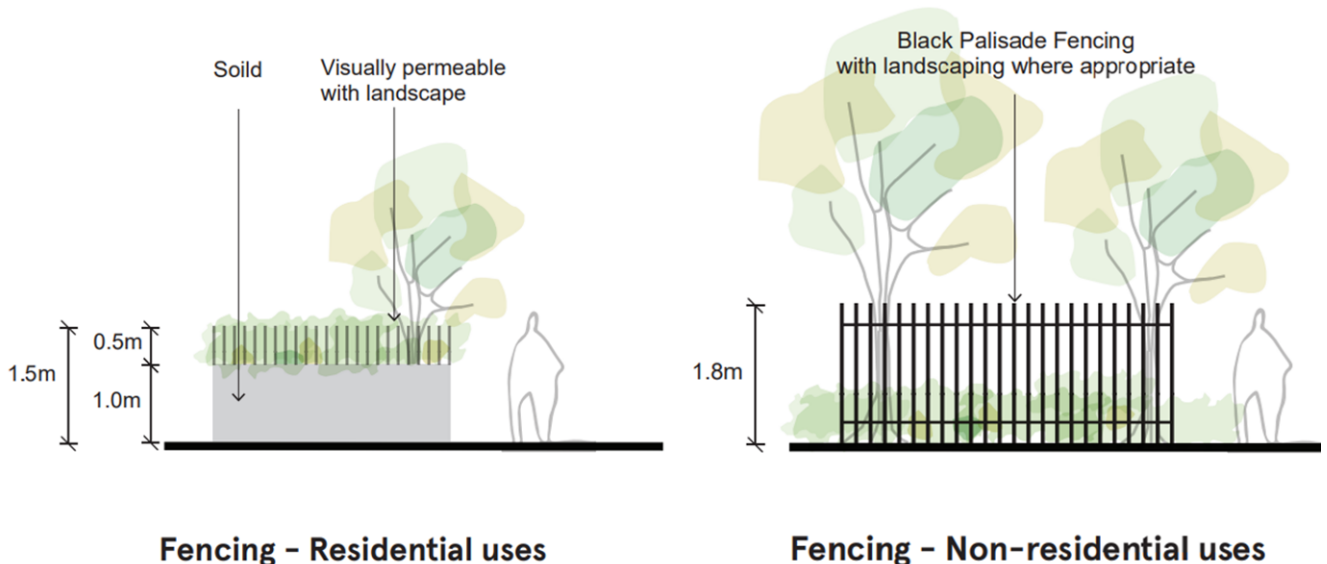 Soild
Visually permeable
with landscape
0.5m
1.5m
1.0m
Fencing - Residential uses
Black Palisade Fencing
with landscaping where appropriate
1.8m
Fencing - Non-residential uses